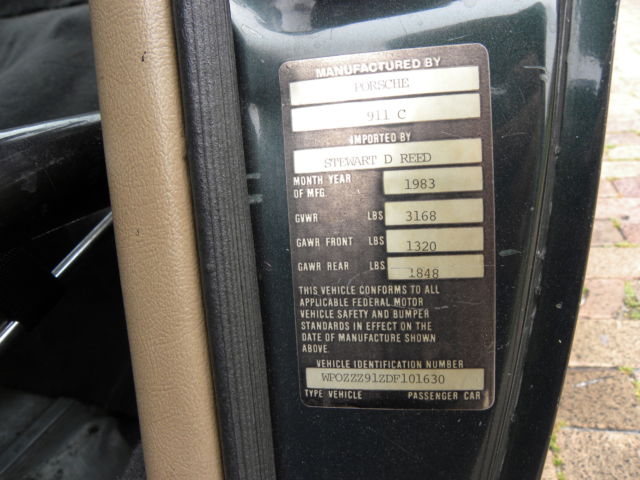 MANUFACTURED BY
PORSCHE
911 C
IMPORTED BY
STEWART D REED
MONTH YEAR OF MFG. 1983
GVWR LBS 3168
GAWR FRONT LBS 1320
GAWR REAR LBS 1848
THIS VEHICLE CONFORMS TO ALL
APPLICABLE FEDERAL MOTOR
VEHICLE SAFETY AND BUMPER
STANDARDS IN EFFECT ON THE
DATE OF MANUFACTURE SHOWN
ABOVE.
VEHICLE IDENTIFICATION NUMBER
WPOZZZ91ZDF101630
TYPE VEHICLE PASSENGER CAR